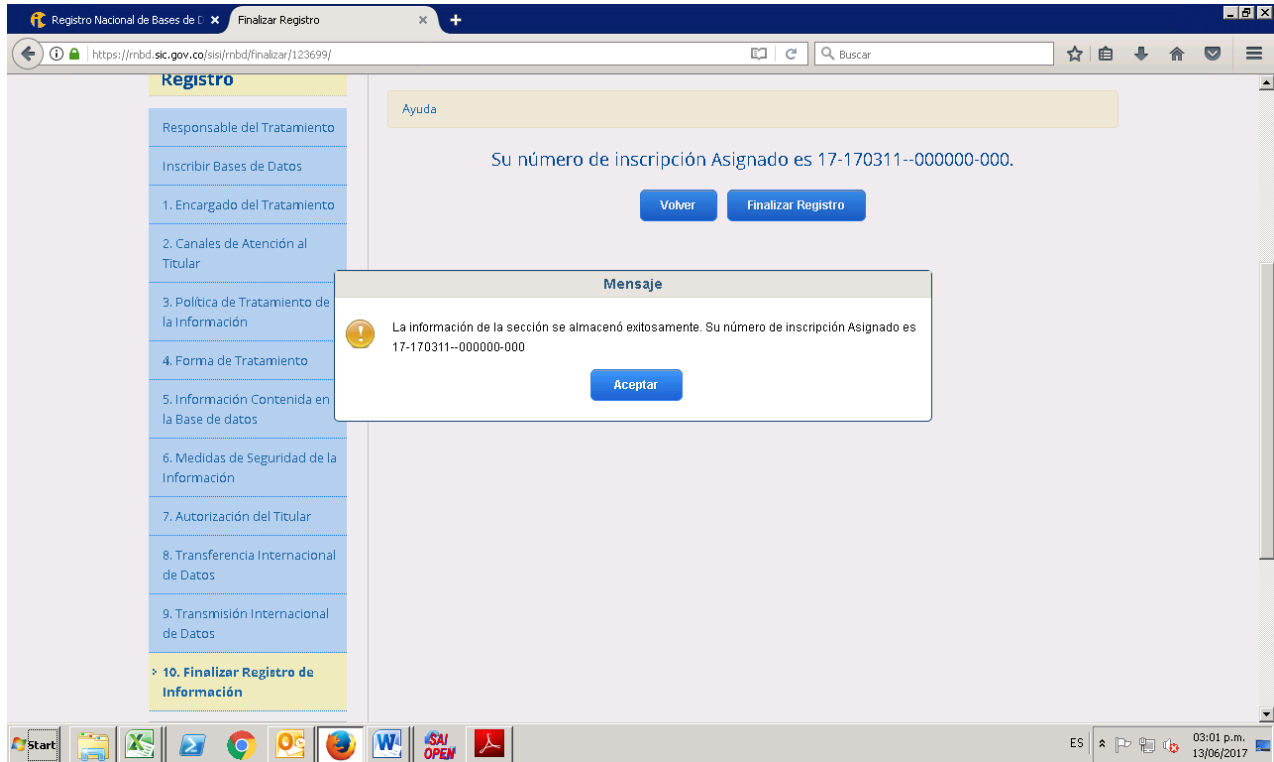 Registro Nacional de Bases de D
Finalizar Registro
https://rnbd.sic.gov.co/sisi/rnbd/finalizar/123699/
Buscar
Registro
Ayuda
Responsable del Tratamiento
Su número de inscripción Asignado es 17-170311--000000-000.
Inscribir Bases de Datos
Volver
Finalizar Registro
1. Encargado del Tratamiento
2. Canales de Atención al
Titular
Mensaje
3. Política de Tratamiento de
la Información
La información de la sección se almacenó exitosamente. Su número de inscripción Asignado es
17-170311--000000-000
4. Forma de Tratamiento
Aceptar
5. Información Contenida en
la Base de datos
6. Medidas de Seguridad de la
Información
7. Autorización del Titular
8. Transferencia Internacional
de Datos
9. Transmisión Internacional
de Datos
10. Finalizar Registro de
Información
Start
SAI
OPEN
ES
03:01 p.m.
13/06/2017